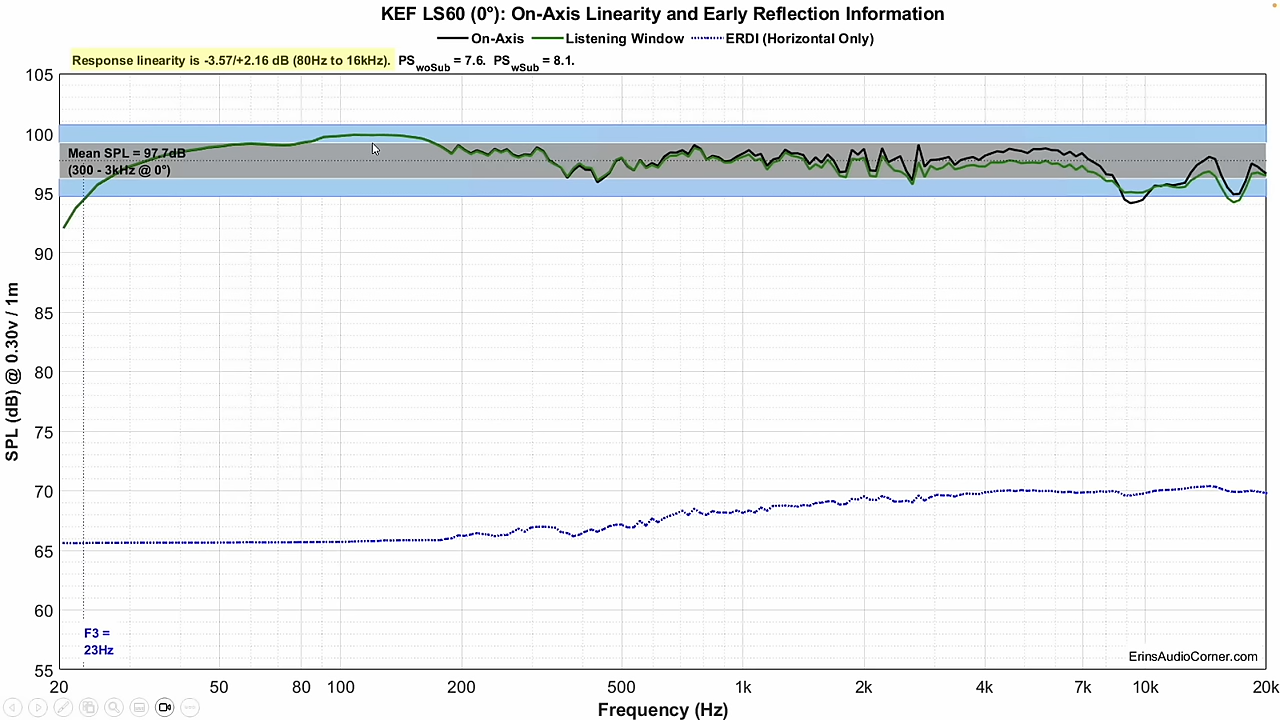 KEF LS60 (0°): On-Axis Linearity and Early Reflection Information
On-Axis Listening Window ERDI (Horizontal Only)
Response linearity is -3.57/+2.16 dB (80Hz to 16kHz). PSwoSub = 7.6. PSwSub = 8.1.
105
100
95
90
85
80
75
70
65
60
55
SPL (dB) @ 0.30v / 1m
Mean SPL = 97.7dB
(300 - 3kHz @ 0°)
F3 =
23Hz
ErinsAudioCorner.com
20 50 80 100 200 500 1k 2k 4k 7k 10k 20k
Frequency (Hz)